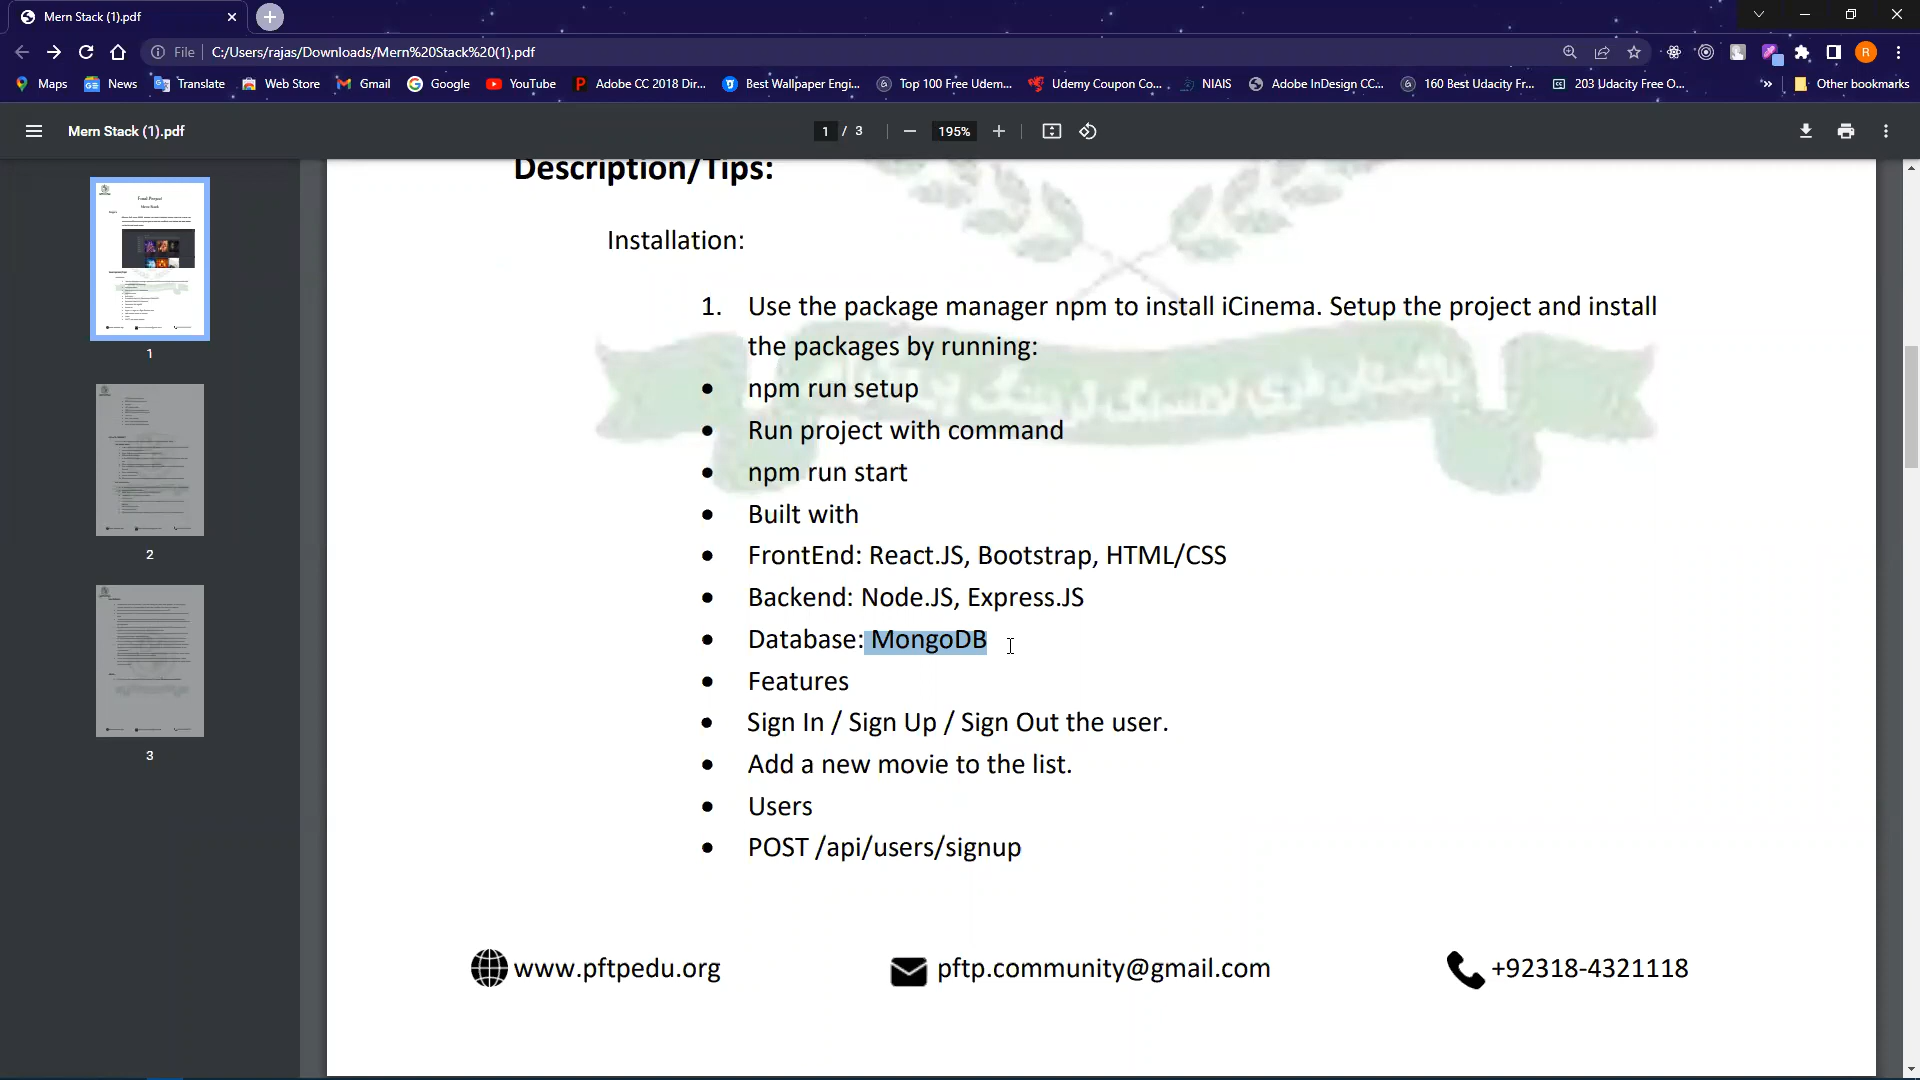 Mern Stack (1).pdf
File
C:/Users/rajas/Downloads/Mern%20Stack%20(1).pdf
R
Maps
News
Translate
Web Store
Gmail
Google
YouTube
Adobe CC 2018 Dir...
Best Wallpaper Engi...
Top 100 Free Udem...
Udemy Coupon Co...
NIAIS
Adobe InDesign CC:...
160 Best Udacity Fr...
203 Udacity Free O...
»
Other bookmarks
Mern Stack (1).pdf
1 / 3
195%
1
2
3
Description/Tips:
Installation:
1. Use the package manager npm to install iCinema. Setup the project and install
the packages by running:
• npm run setup
• Run project with command
• npm run start
• Built with
• FrontEnd: React.JS, Bootstrap, HTML/CSS
• Backend: Node.JS, Express.JS
• Database: MongoDB
• Features
• Sign In / Sign Up / Sign Out the user.
• Add a new movie to the list.
• Users
• POST /api/users/signup
www.pftpedu.org
pftp.community@gmail.com
+92318-4321118